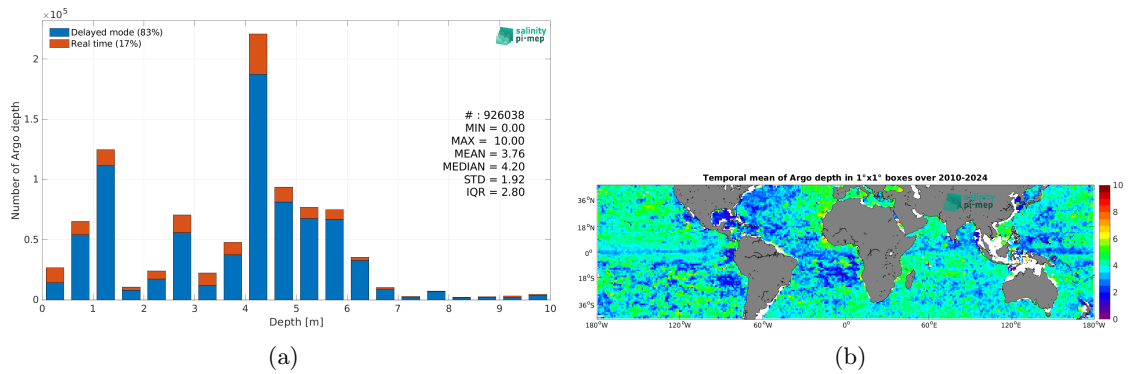 ×10⁵
Delayed mode (83%)
Real time (17%)
salinity
pi-mep
2
1.5
1
0.5
0
Number of Argo depth
# : 926038
MIN = 0.00
MAX = 10.00
MEAN = 3.76
MEDIAN = 4.20
STD = 1.92
IQR = 2.80
0 1 2 3 4 5 6 7 8 9 10
Depth [m]
(a)
Temporal mean of Argo depth in 1°x1° boxes over 2010-2024
salinity
pi-mep
36°N
18°N
0°
18°S
36°S
180°W 120°W 60°W 0° 60°E 120°E 180°W
10
8
6
4
2
0
(b)